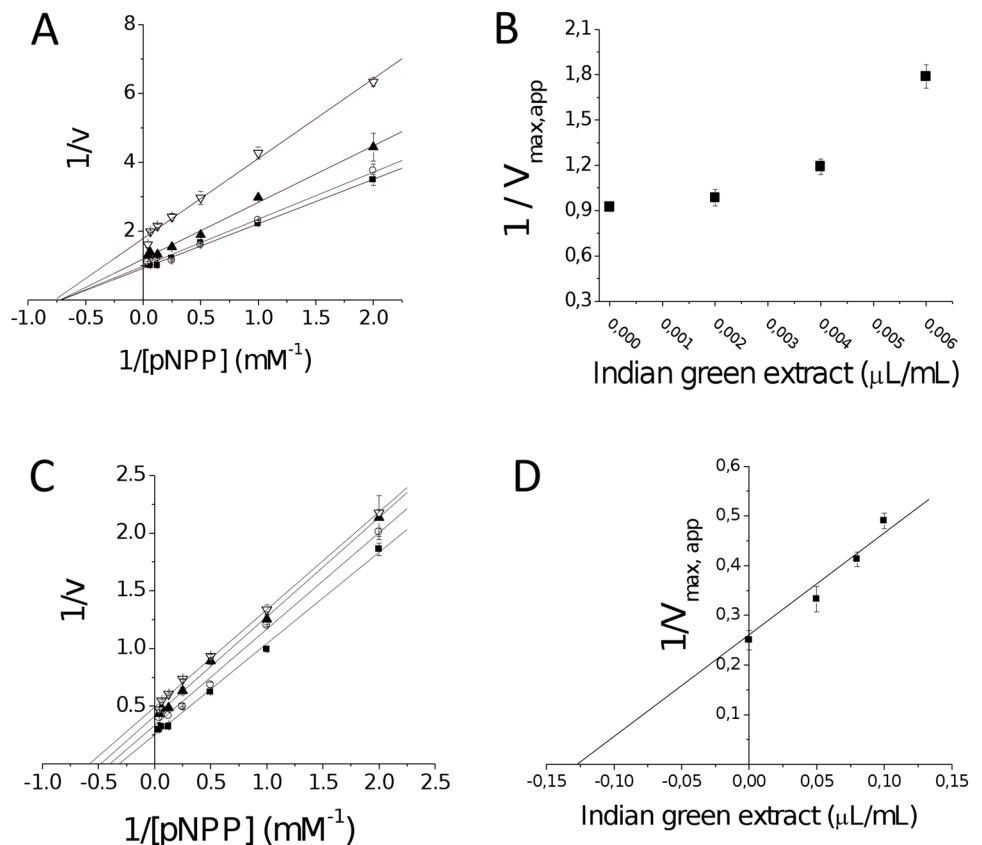 A
8
6
4
2
1/v
-1.0 -0.5 0.0 0.5 1.0 1.5 2.0
1/[pNPP] (mM-1)
B
2,1
1,8
1,5
1,2
0,9
0,6
0,3
1 / Vmax,app
0,000 0,001 0,002 0,003 0,004 0,005 0,006
Indian green extract (μL/mL)
C
2.5
2.0
1.5
1.0
0.5
1/v
-1.0 -0.5 0.0 0.5 1.0 1.5 2.0 2.5
1/[pNPP] (mM-1)
D
0,6
0,5
0,4
0,3
0,2
0,1
1/Vmax, app
-0,15 -0,10 -0,05 0,00 0,05 0,10 0,15
Indian green extract (μL/mL)